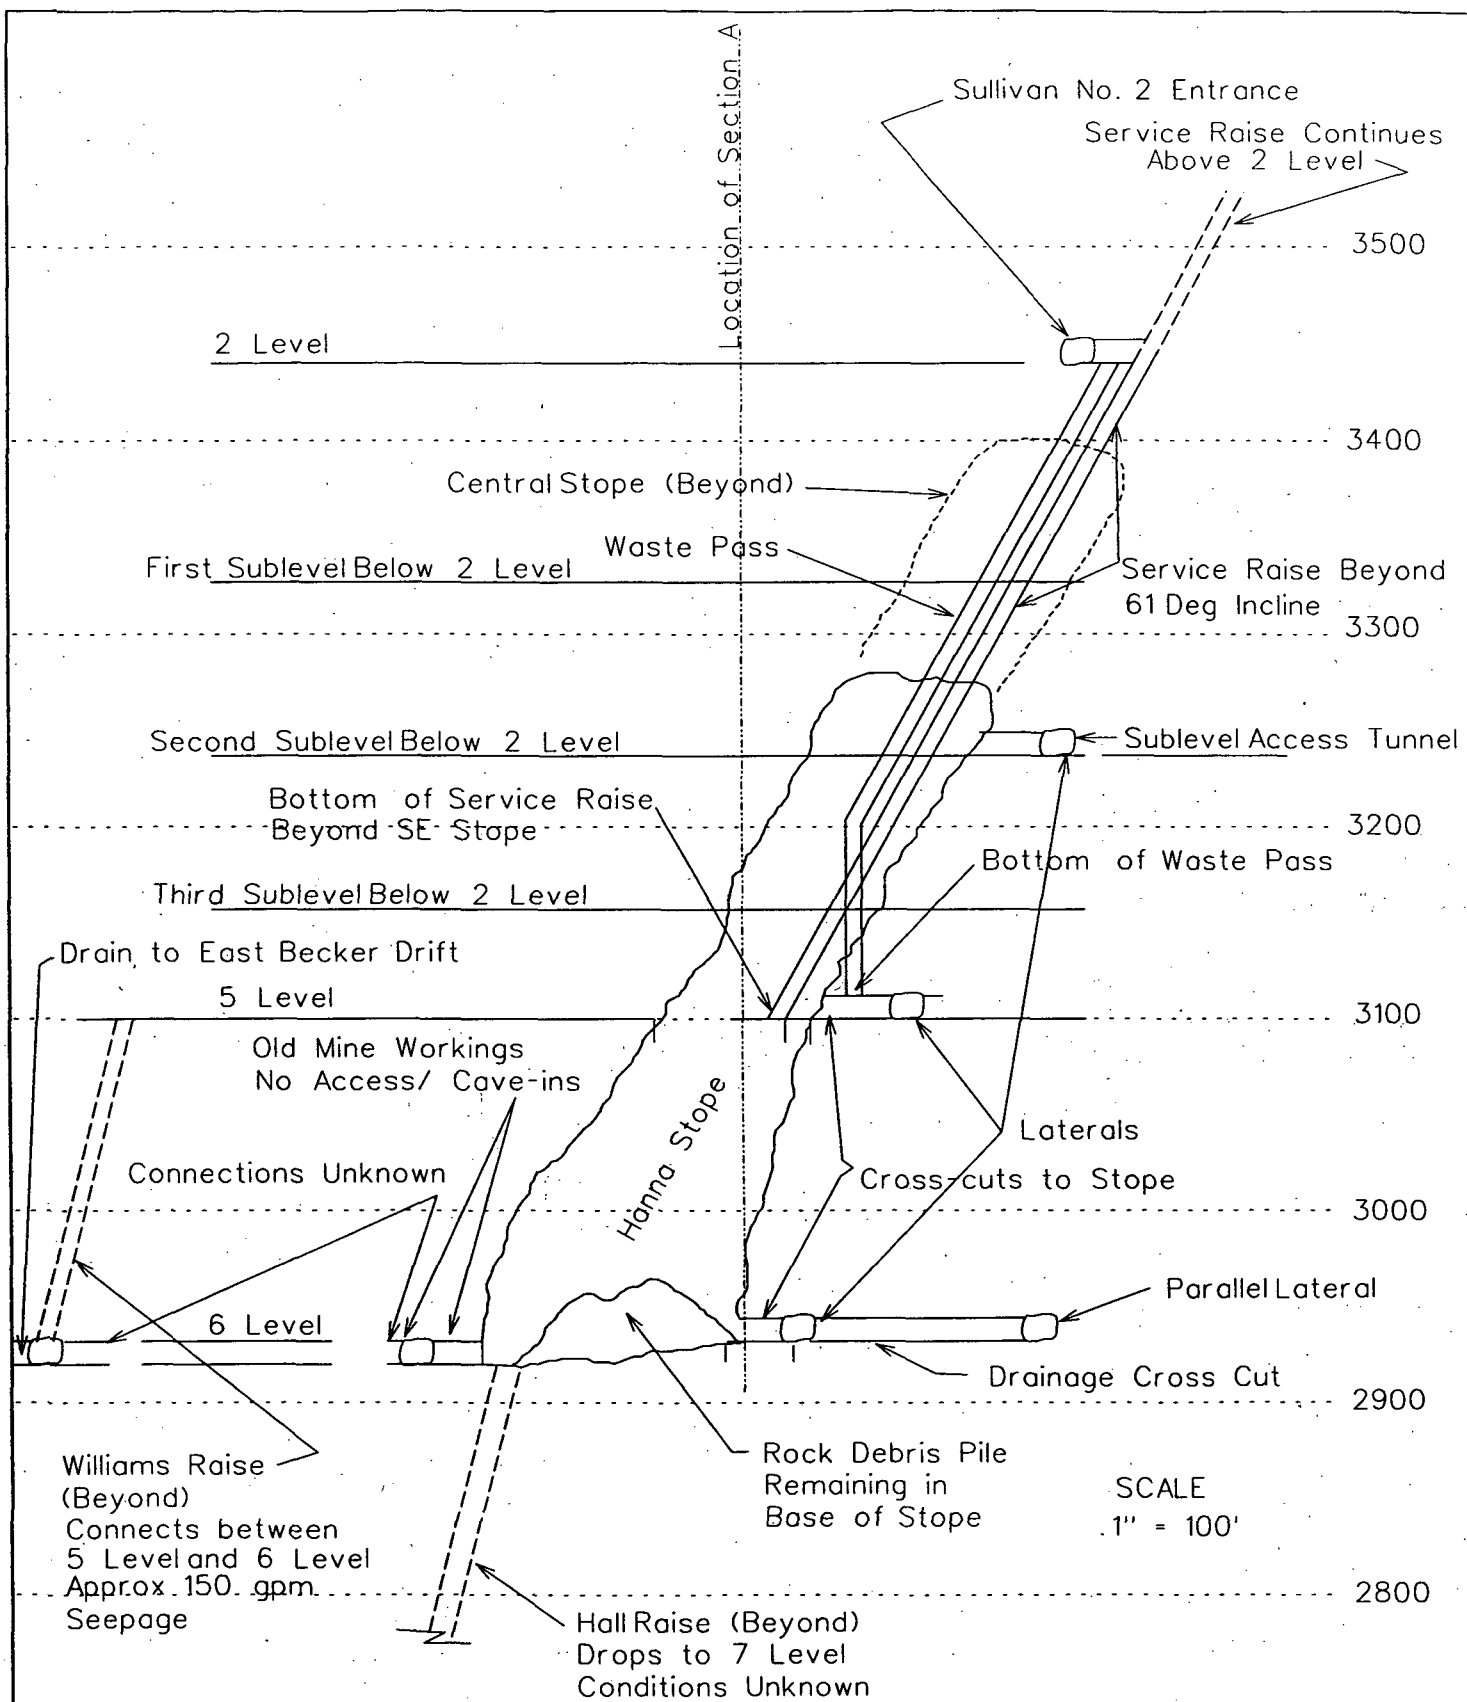 Location of Section A
Sullivan No. 2 Entrance
Service Raise Continues
Above 2 Level
3500
2 Level
3400
Central Stope (Beyond)
Waste Pass
First Sublevel Below 2 Level
Service Raise Beyond
61 Deg Incline
3300
Second Sublevel Below 2 Level
Sublevel Access Tunnel
Bottom of Service Raise
Beyond SE Stope
3200
Bottom of Waste Pass
Third Sublevel Below 2 Level
Drain to East Becker Drift
5 Level
3100
Old Mine Workings
No Access/ Cave-ins
Hanna Stope
Laterals
Connections Unknown
Cross-cuts to Stope
3000
Parallel Lateral
6 Level
Drainage Cross Cut
2900
Williams Raise
(Beyond)
Connects between
5 Level and 6 Level
Approx 150 gpm
Seepage
Rock Debris Pile
Remaining in
Base of Stope
SCALE
1" = 100'
2800
Hall Raise (Beyond)
Drops to 7 Level
Conditions Unknown